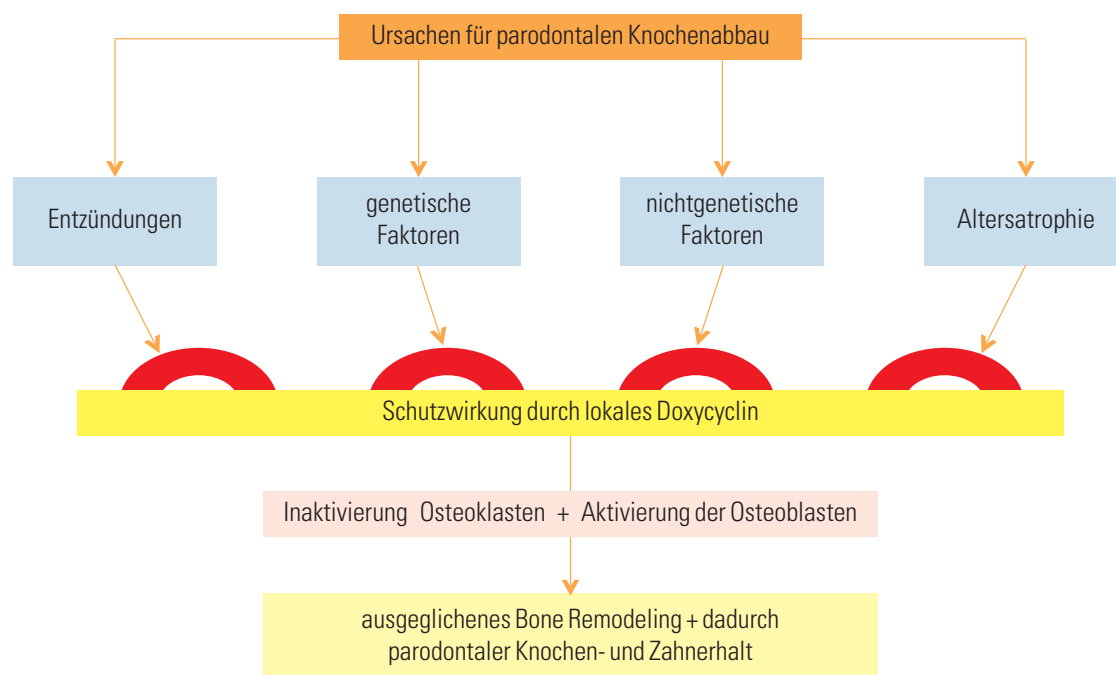 Ursachen für parodontalen Knochenabbau
Entzündungen
genetische
Faktoren
nichtgenetische
Faktoren
Altersatrophie
Schutzwirkung durch lokales Doxycyclin
Inaktivierung Osteoklasten + Aktivierung der Osteoblasten
ausgeglichenes Bone Remodeling + dadurch
parodontaler Knochen- und Zahnerhalt